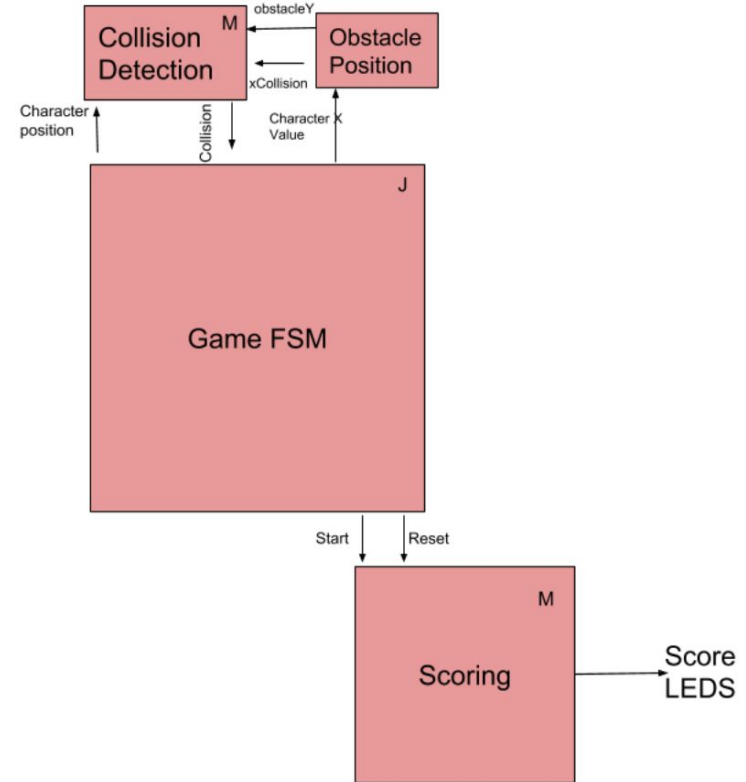 obstacleY
M
Collision
Detection
Obstacle
Position
xCollision
Character
position
Collision
Character X
Value
J
Game FSM
Start
Reset
M
Scoring
Score
LEDS